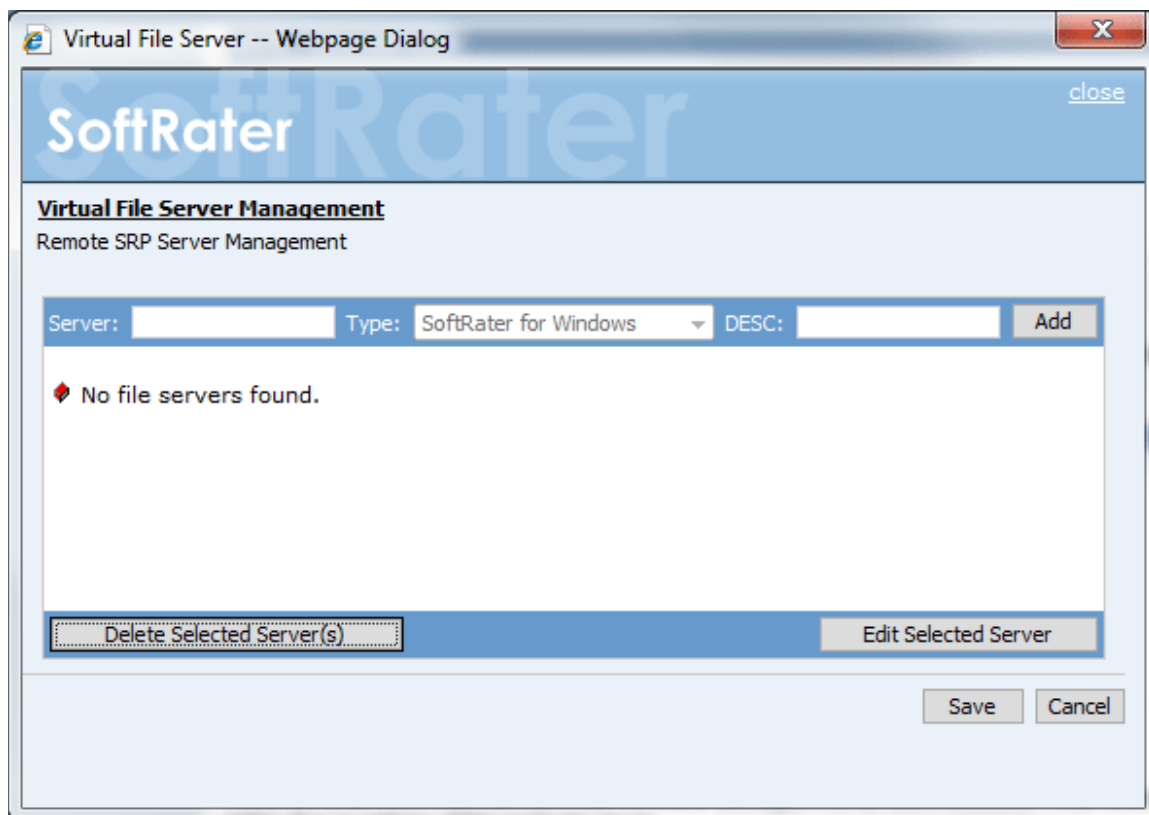 Virtual File Server -- Webpage Dialog
x
SoftRater
close
SoftRater
Virtual File Server Management
Remote SRP Server Management
Server: Type: SoftRater for Windows DESC: Add
No file servers found.
Delete Selected Server(s) Edit Selected Server
Save Cancel